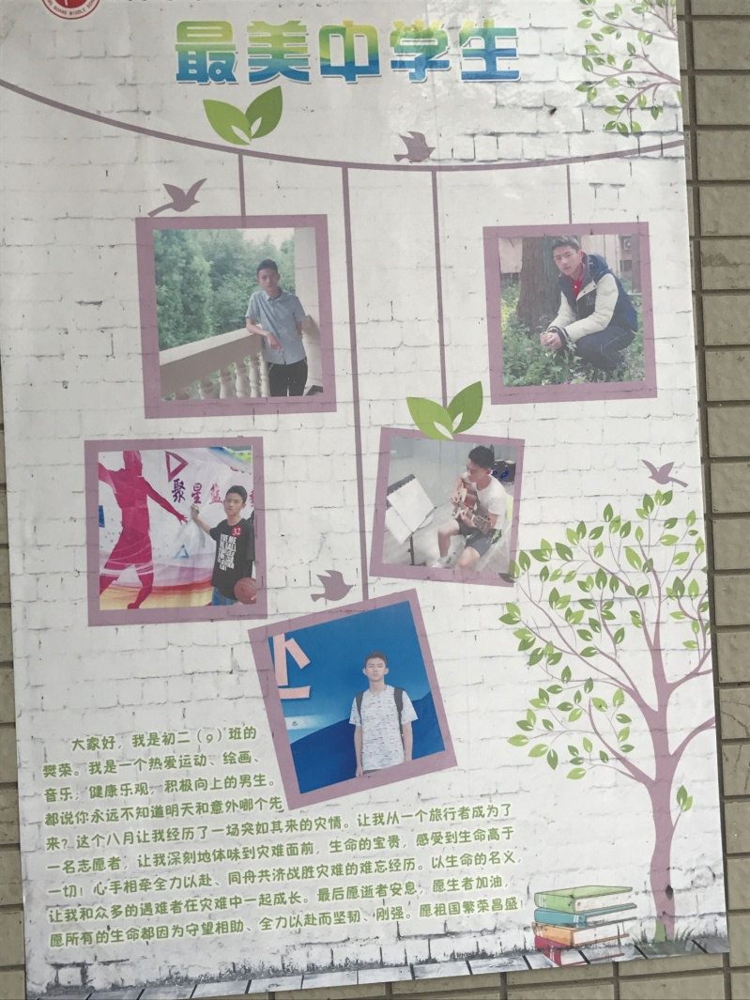 最美中学生
聚星篮
32
大家好，我是初二（9）班的
樊荣。我是一个热爱运动、绘画、
音乐，健康乐观，积极向上的男生。
都说你永远不知道明天和意外哪个先
来？这个八月让我经历了一场突如其来的灾情。让我从一个旅行者成为了
一名志愿者，让我深刻地体味到灾难面前，生命的宝贵，感受到生命高于
一切！心手相牵全力以赴、同舟共济战胜灾难的难忘经历。以生命的名义，
让我和众多的遇难者在灾难中一起成长。最后愿逝者安息，愿生者加油，
愿所有的生命都因为守望相助、全力以赴而坚韧、刚强。愿祖国繁荣昌盛！